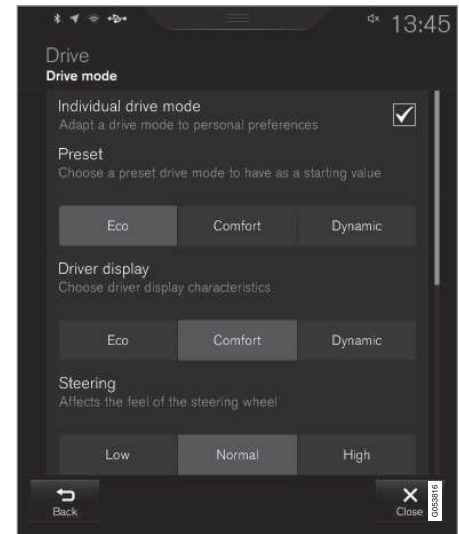 13:45
Drive
Drive mode
Individual drive mode
Adapt a drive mode to personal preferences
Preset
Choose a preset drive mode to have as a starting value
Eco Comfort Dynamic
Driver display
Choose driver display characteristics
Eco Comfort Dynamic
Steering
Affects the feel of the steering wheel
Low Normal High
Back Close
G053816